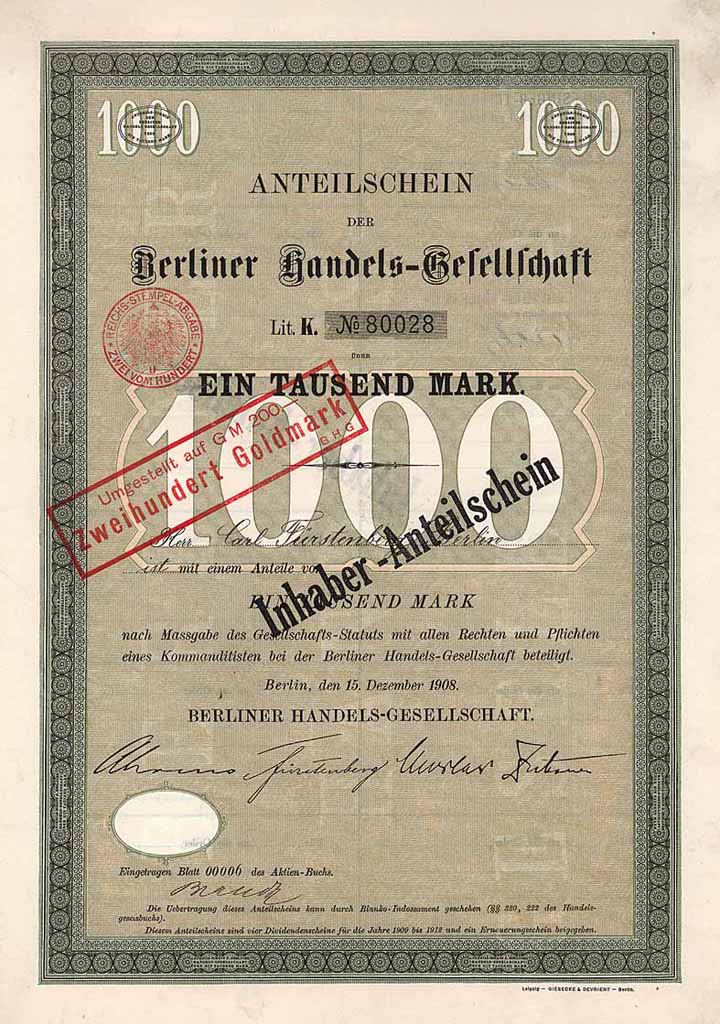 1000 1000
ANTEILSCHEIN
DER
Berliner Handels-Gesellschaft
Lit. K. № 80028
REICHS-STEMPEL-ABGABE
ZWEI VOM HUNDERT
ÜBER
EIN TAUSEND MARK.
1000
Umgestellt auf GM 200.-
Zweihundert Goldmark
BHG
Inhaber-Anteilschein
Herr Carl Fürstenberg Berlin
ist mit einem Anteile von
EIN TAUSEND MARK
nach Massgabe des Gesellschafts-Statuts mit allen Rechten und Pflichten
eines Kommanditisten bei der Berliner Handels-Gesellschaft beteiligt.
Berlin, den 15. Dezember 1908.
BERLINER HANDELS-GESELLSCHAFT.
Fürstenberg
Eingetragen Blatt 00006 des Aktien-Buchs.
Die Uebertragung dieses Anteilscheins kann durch Blanko-Indossament geschehen (§§ 320, 222 des Handels-
gesetzbuchs).
Diesem Anteilscheine sind vier Dividendenscheine für die Jahre 1909 bis 1912 und ein Erneuerungsschein beigegeben.
Leipzig — GIESECKE & DEVRIENT — Berlin.